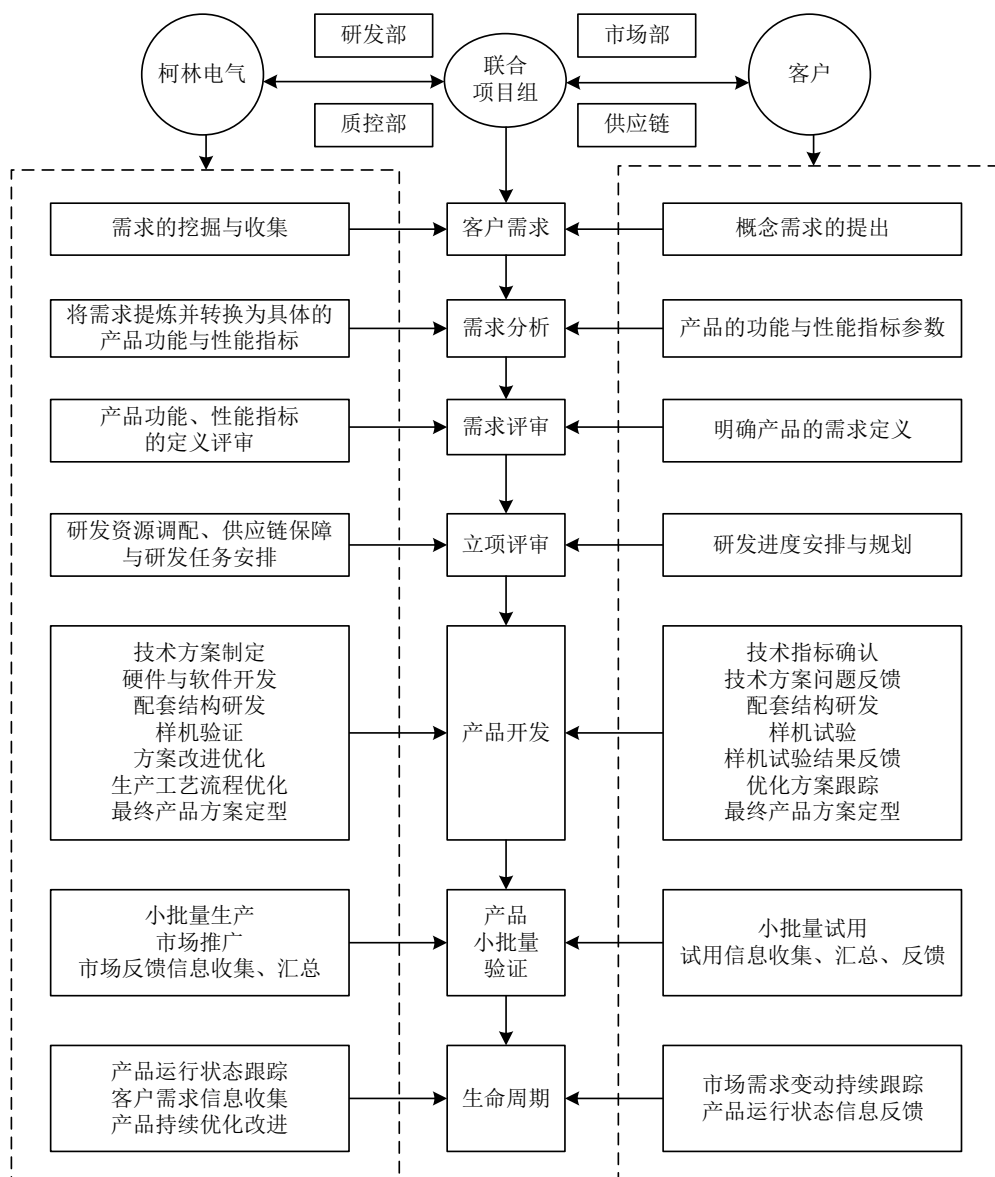 研发部
市场部
柯林电气
联合
项目组
客户
质控部
供应链
需求的挖掘与收集
客户需求
概念需求的提出
将需求提炼并转换为具体的
产品功能与性能指标
需求分析
产品的功能与性能指标参数
产品功能、性能指标
的定义评审
需求评审
明确产品的需求定义
研发资源调配、供应链保障
与研发任务安排
立项评审
研发进度安排与规划
技术方案制定
硬件与软件开发
配套结构研发
样机验证
方案改进优化
生产工艺流程优化
最终产品方案定型
产品开发
技术指标确认
技术方案问题反馈
配套结构研发
样机试验
样机试验结果反馈
优化方案跟踪
最终产品方案定型
小批量生产
市场推广
市场反馈信息收集、汇总
产品
小批量
验证
小批量试用
试用信息收集、汇总、反馈
产品运行状态跟踪
客户需求信息收集
产品持续优化改进
生命周期
市场需求变动持续跟踪
产品运行状态信息反馈